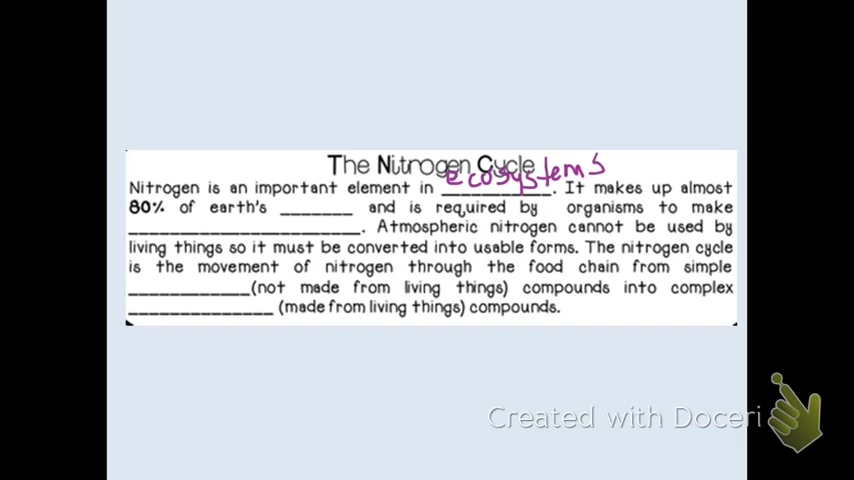 The Nitrogen Cycle
ecosystems
Nitrogen is an important element in ___________. It makes up almost
80% of earth's _______ and is required by organisms to make
_______________________. Atmospheric nitrogen cannot be used by
living things so it must be converted into usable forms. The nitrogen cycle
is the movement of nitrogen through the food chain from simple
____________(not made from living things) compounds into complex
______________ (made from living things) compounds.
Created with Doceri